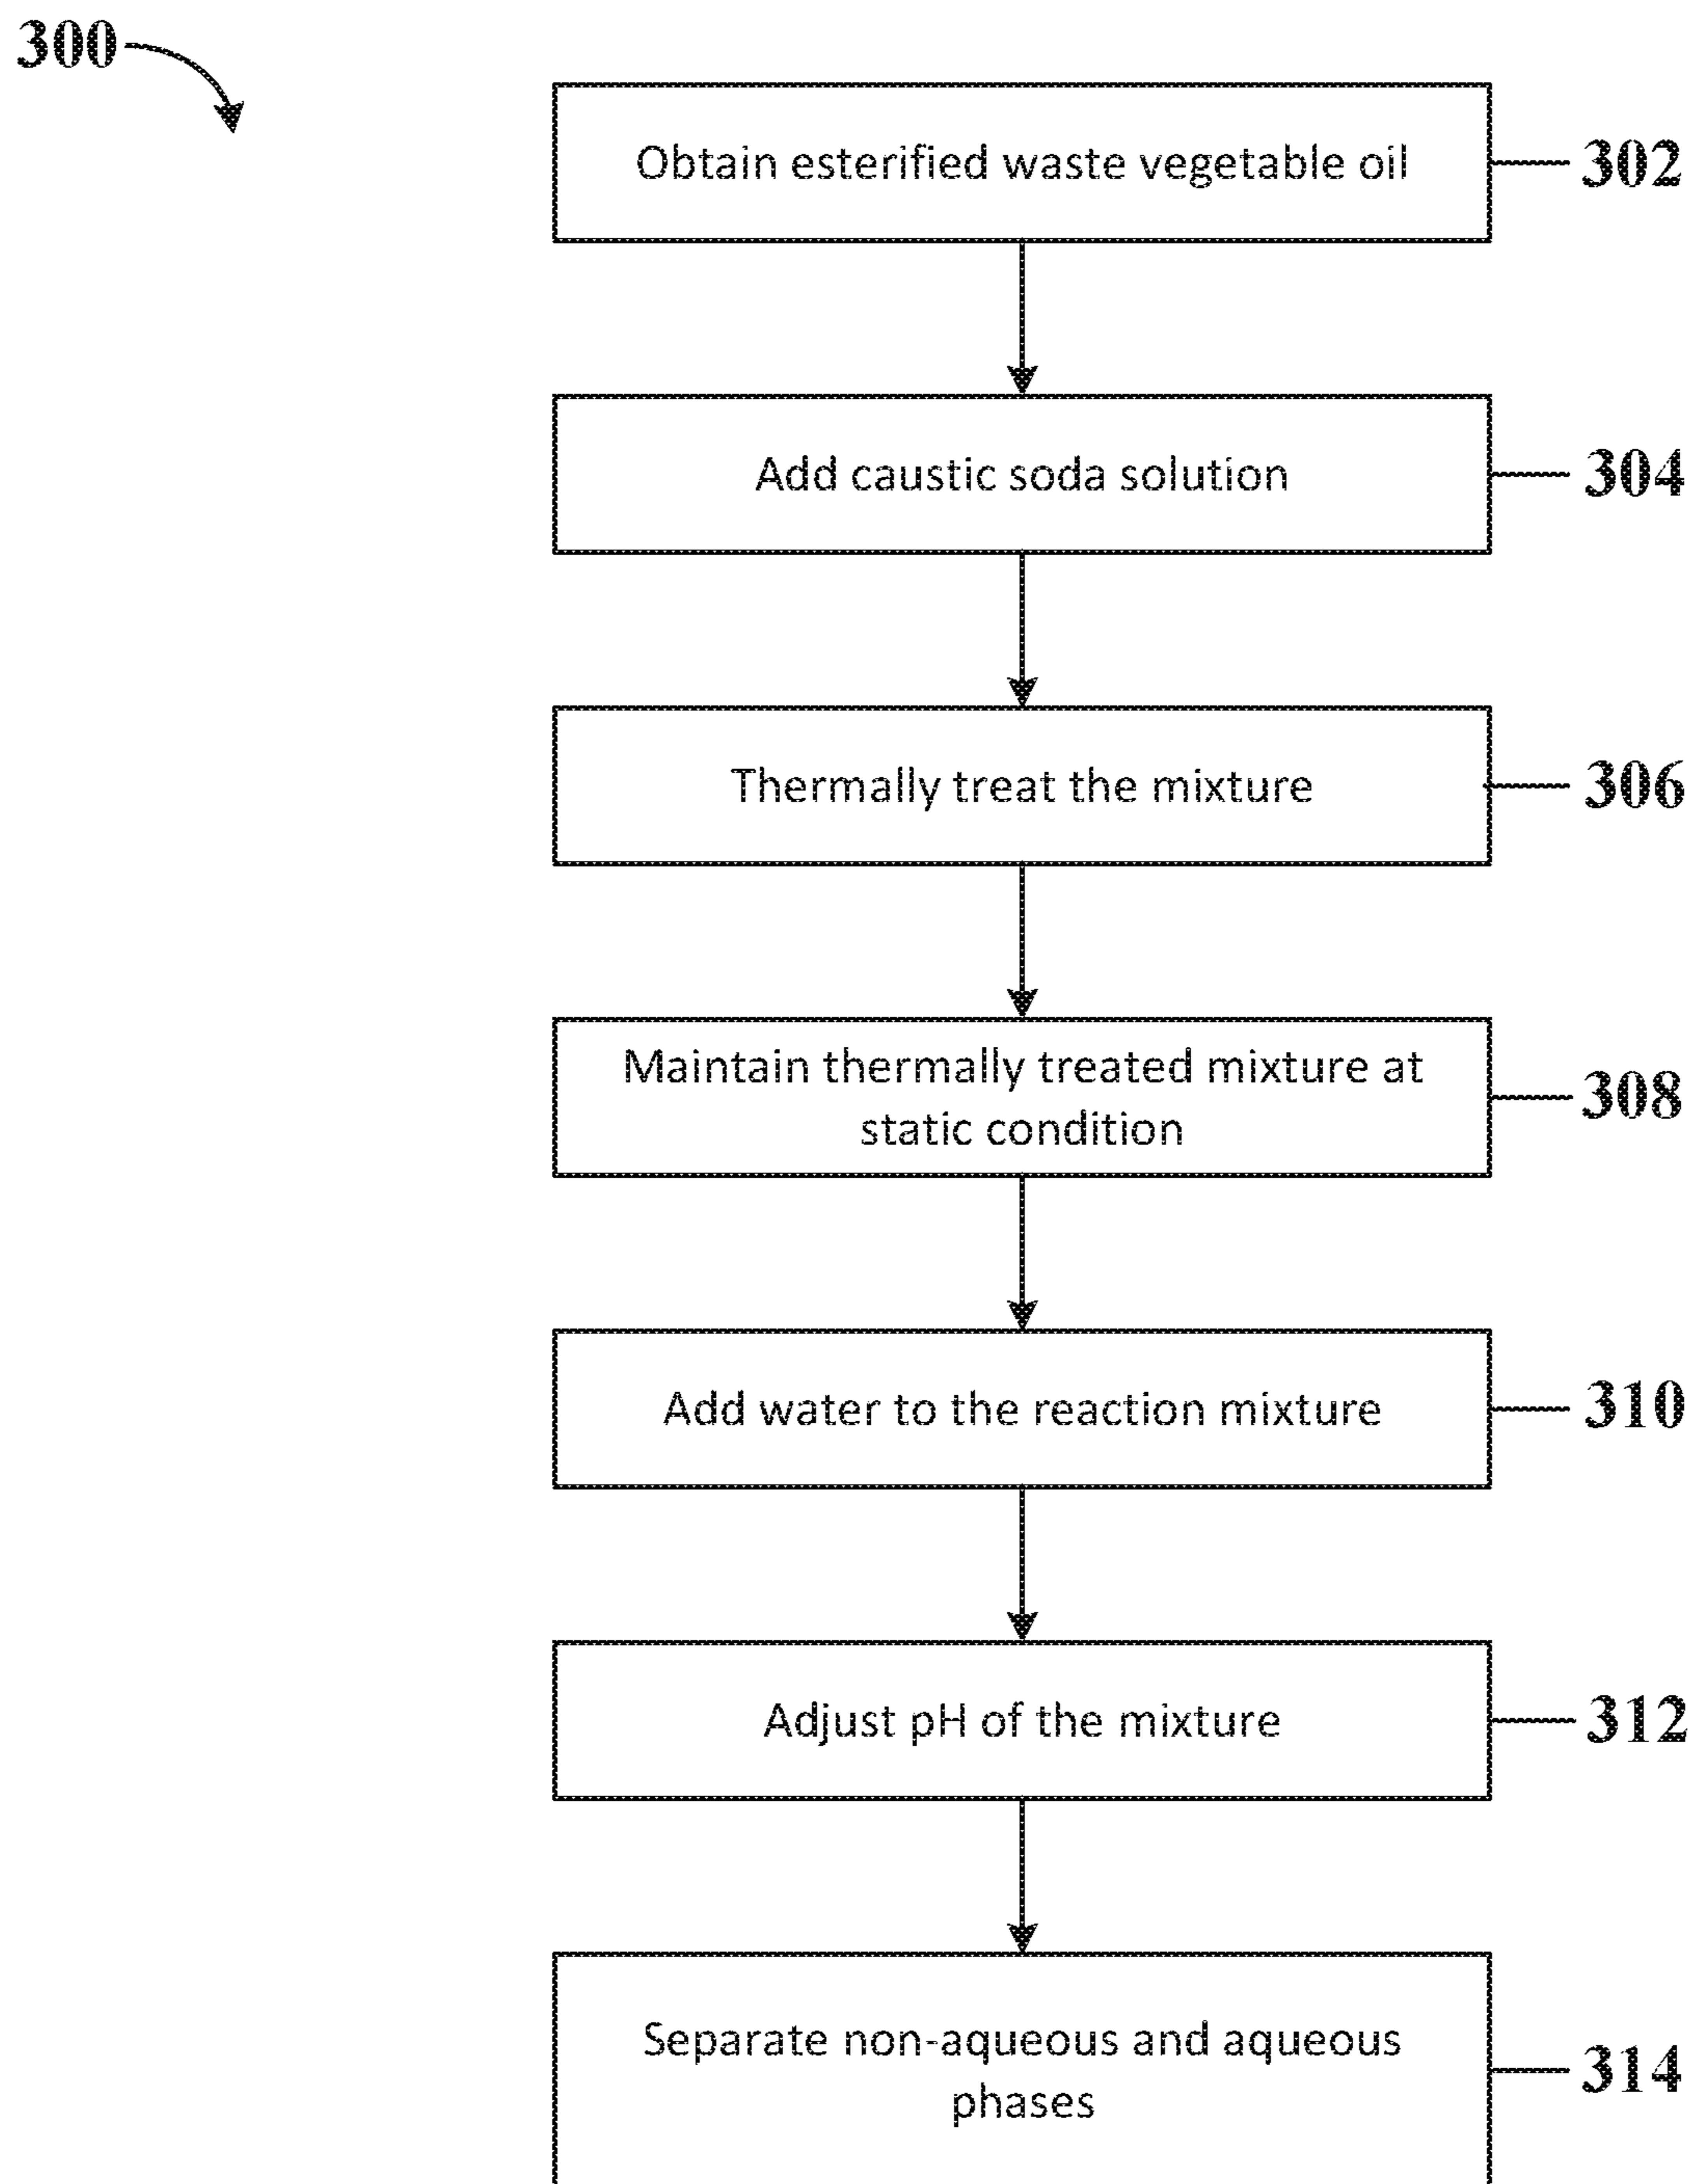 300
Obtain esterified waste vegetable oil
302
Add caustic soda solution
304
Thermally treat the mixture
306
Maintain thermally treated mixture at
static condition
308
Add water to the reaction mixture
310
Adjust pH of the mixture
312
Separate non-aqueous and aqueous
phases
314